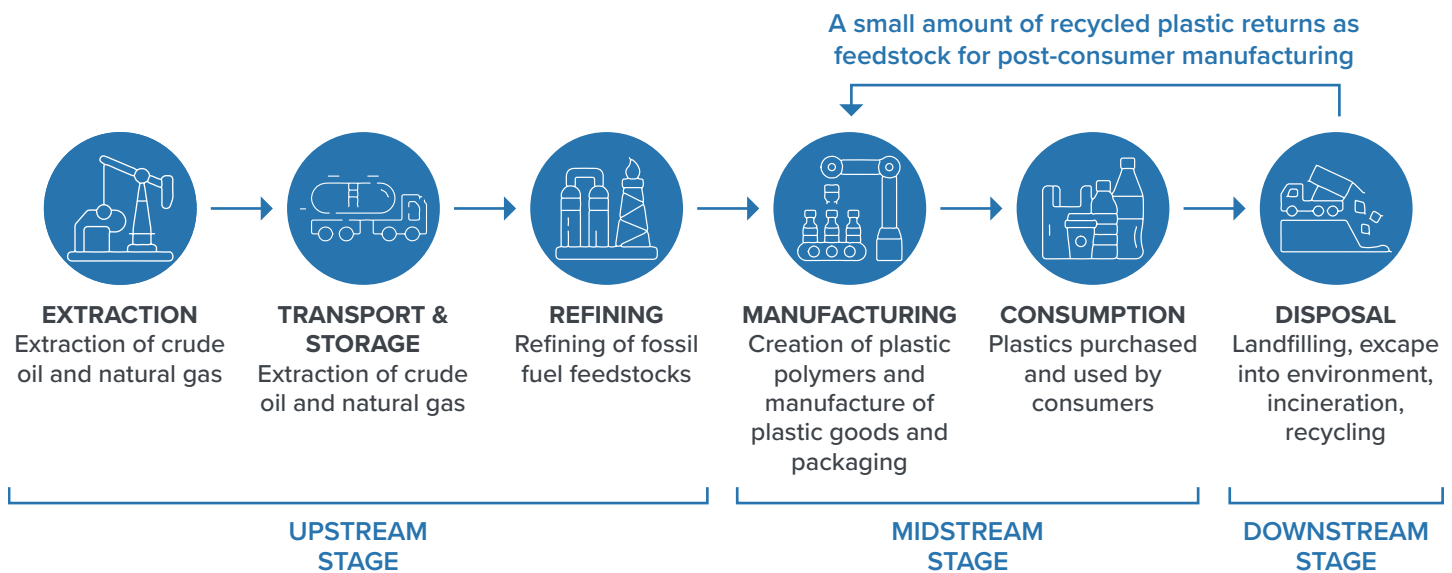 A small amount of recycled plastic returns as
feedstock for post-consumer manufacturing
EXTRACTION
Extraction of crude
oil and natural gas
TRANSPORT &
STORAGE
Extraction of crude
oil and natural gas
REFINING
Refining of fossil
fuel feedstocks
MANUFACTURING
Creation of plastic
polymers and
manufacture of
plastic goods and
packaging
CONSUMPTION
Plastics purchased
and used by
consumers
DISPOSAL
Landfilling, excape
into environment,
incineration,
recycling
UPSTREAM
STAGE
MIDSTREAM
STAGE
DOWNSTREAM
STAGE